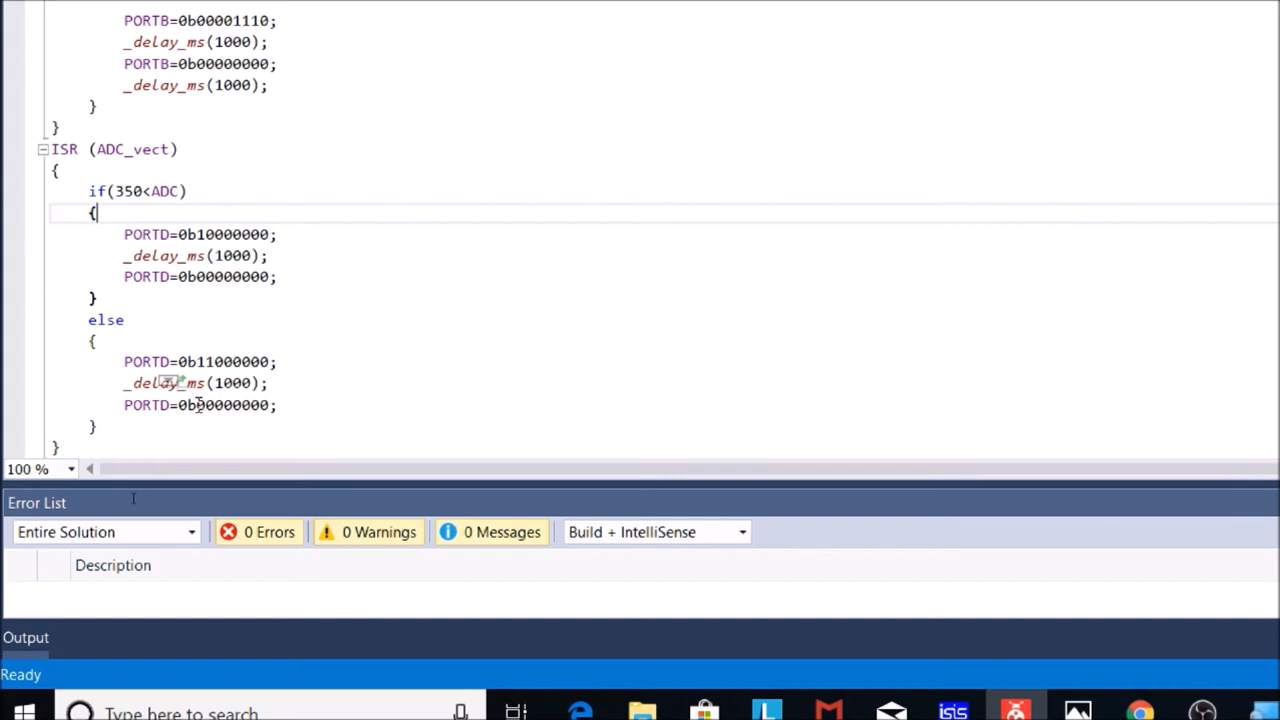 PORTB=0b00001110;
_delay_ms(1000);
PORTB=0b00000000;
_delay_ms(1000);
}
}
ISR (ADC_vect)
{
if(350<ADC)
{
PORTD=0b10000000;
_delay_ms(1000);
PORTD=0b00000000;
}
else
{
PORTD=0b11000000;
_delay_ms(1000);
PORTD=0b00000000;
}
}
100 %
Error List
Entire Solution 0 Errors 0 Warnings 0 Messages Build + IntelliSense
Description
Output
Ready
Type here to search isis